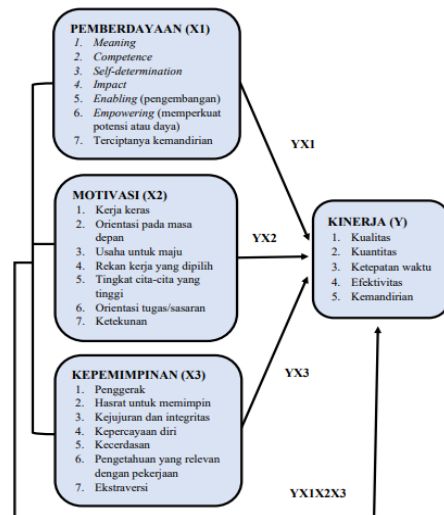 PEMBERDAYAAN (X1)
1. Meaning
2. Competence
3. Self-determination
4. Impact
5. Enabling (pengembangan)
6. Empowering (memperkuat
potensi atau daya)
7. Terciptanya kemandirian
YX1
MOTIVASI (X2)
1. Kerja keras
2. Orientasi pada masa
depan
3. Usaha untuk maju
4. Rekan kerja yang dipilih
5. Tingkat cita-cita yang
tinggi
6. Orientasi tugas/sasaran
7. Ketekunan
YX2
KINERJA (Y)
1. Kualitas
2. Kuantitas
3. Ketepatan waktu
4. Efektivitas
5. Kemandirian
KEPEMIMPINAN (X3)
1. Penggerak
2. Hasrat untuk memimpin
3. Kejujuran dan integritas
4. Kepercayaan diri
5. Kecerdasan
6. Pengetahuan yang relevan
dengan pekerjaan
7. Ekstraversi
YX3
YX1X2X3